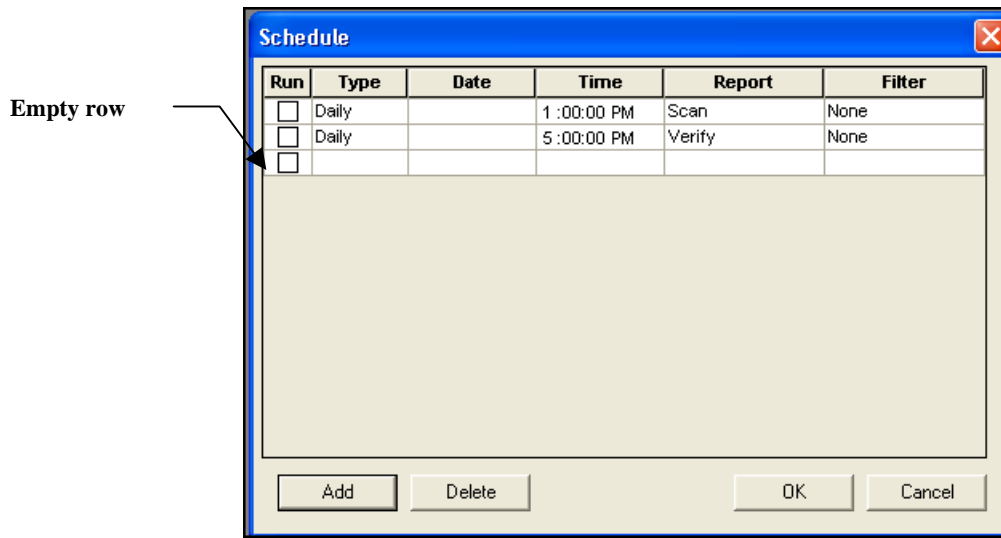 Schedule
Run Type Date Time Report Filter
Empty row
Daily 1 :00:00 PM Scan None
Daily 5 :00:00 PM Verify None
Add Delete OK Cancel